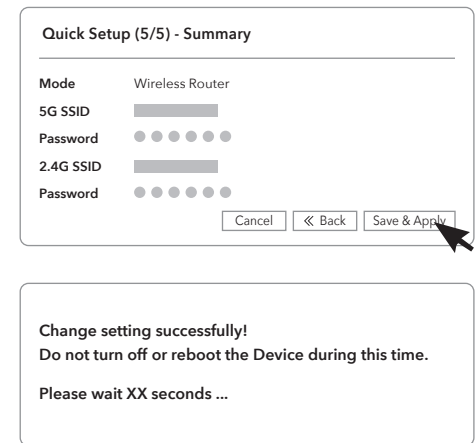 Quick Setup (5/5) - Summary
Mode Wireless Router
5G SSID
Password
2.4G SSID
Password
Cancel « Back Save & Apply
Change setting successfully!
Do not turn off or reboot the Device during this time.
Please wait XX seconds ...